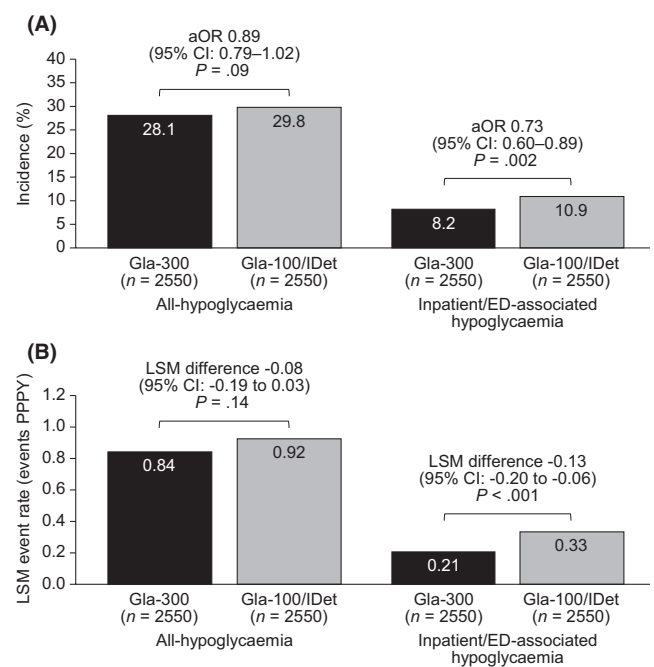 (A)
aOR 0.89
(95% CI: 0.79–1.02)
P = .09
aOR 0.73
(95% CI: 0.60–0.89)
P = .002
Incidence (%)
40
35
30
25
20
15
10
5
0
28.1
29.8
8.2
10.9
Gla-300
(n = 2550)
Gla-100/IDet
(n = 2550)
All-hypoglycaemia
Gla-300
(n = 2550)
Gla-100/IDet
(n = 2550)
Inpatient/ED-associated
hypoglycaemia
(B)
LSM difference -0.08
(95% CI: -0.19 to 0.03)
P = .14
LSM difference -0.13
(95% CI: -0.20 to -0.06)
P < .001
LSM event rate (events PPPY)
1.2
1.0
0.8
0.6
0.4
0.2
0.0
0.84
0.92
0.21
0.33
Gla-300
(n = 2550)
Gla-100/IDet
(n = 2550)
All-hypoglycaemia
Gla-300
(n = 2550)
Gla-100/IDet
(n = 2550)
Inpatient/ED-associated
hypoglycaemia